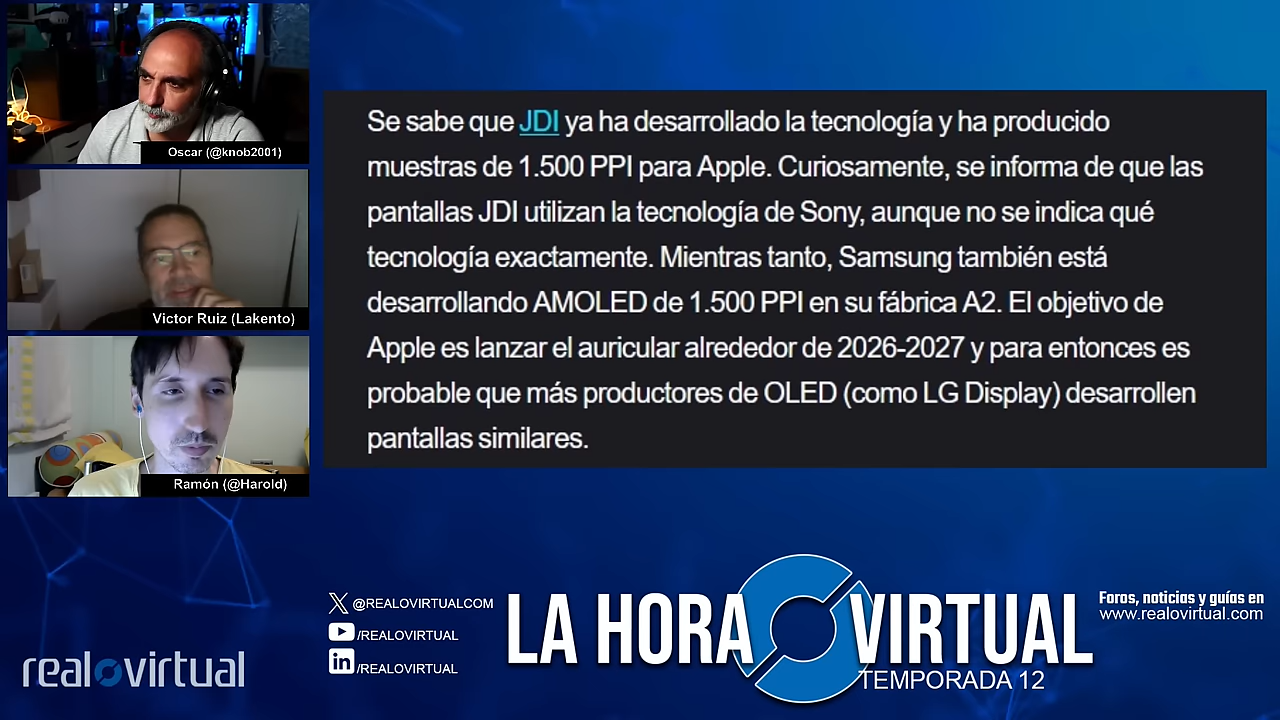 Oscar (@knob2001)
Victor Ruiz (Lakento)
Ramón (@Harold)
Se sabe que JDI ya ha desarrollado la tecnología y ha producido
muestras de 1.500 PPI para Apple. Curiosamente, se informa de que las
pantallas JDI utilizan la tecnología de Sony, aunque no se indica qué
tecnología exactamente. Mientras tanto, Samsung también está
desarrollando AMOLED de 1.500 PPI en su fábrica A2. El objetivo de
Apple es lanzar el auricular alrededor de 2026-2027 y para entonces es
probable que más productores de OLED (como LG Display) desarrollen
pantallas similares.
realovirtual
X @REALOVIRTUALCOM
/REALOVIRTUAL
in /REALOVIRTUAL
LA HORA VIRTUAL
TEMPORADA 12
Foros, noticias y guías en
www.realovirtual.com